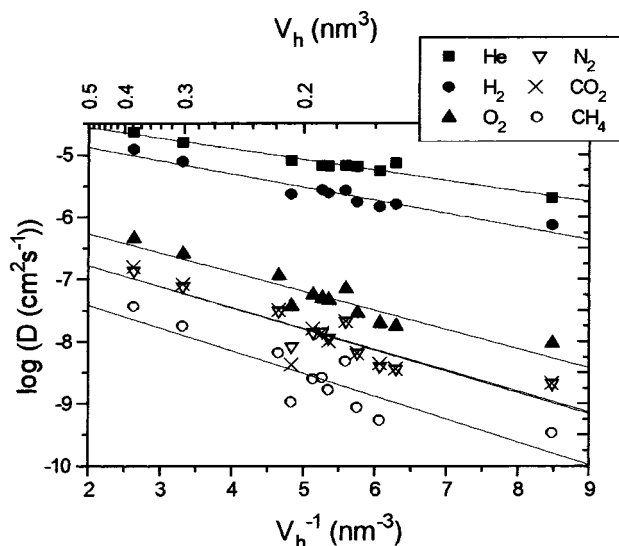 V_h (nm³)
0.5 0.4 0.3 0.2
He N₂
H₂ CO₂
O₂ CH₄
-5
-6
-7
-8
-9
-10
log (D (cm²s⁻¹)
2 3 4 5 6 7 8 9
V_h⁻¹ (nm⁻³)